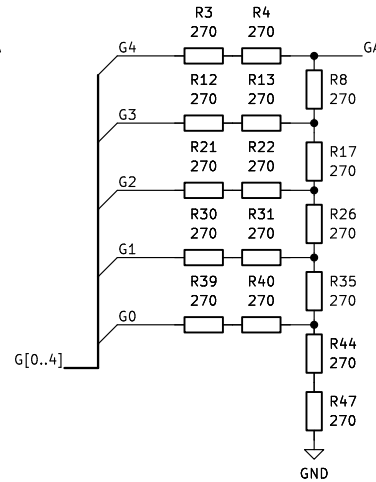 R3 R4
270 270
G4 GA
R12 R13 R8
270 270 270
G3
R21 R22 R17
270 270 270
G2
R30 R31 R26
270 270 270
G1
R39 R40 R35
270 270 270
G0
R44
270
G[0..4]
R47
270
GND